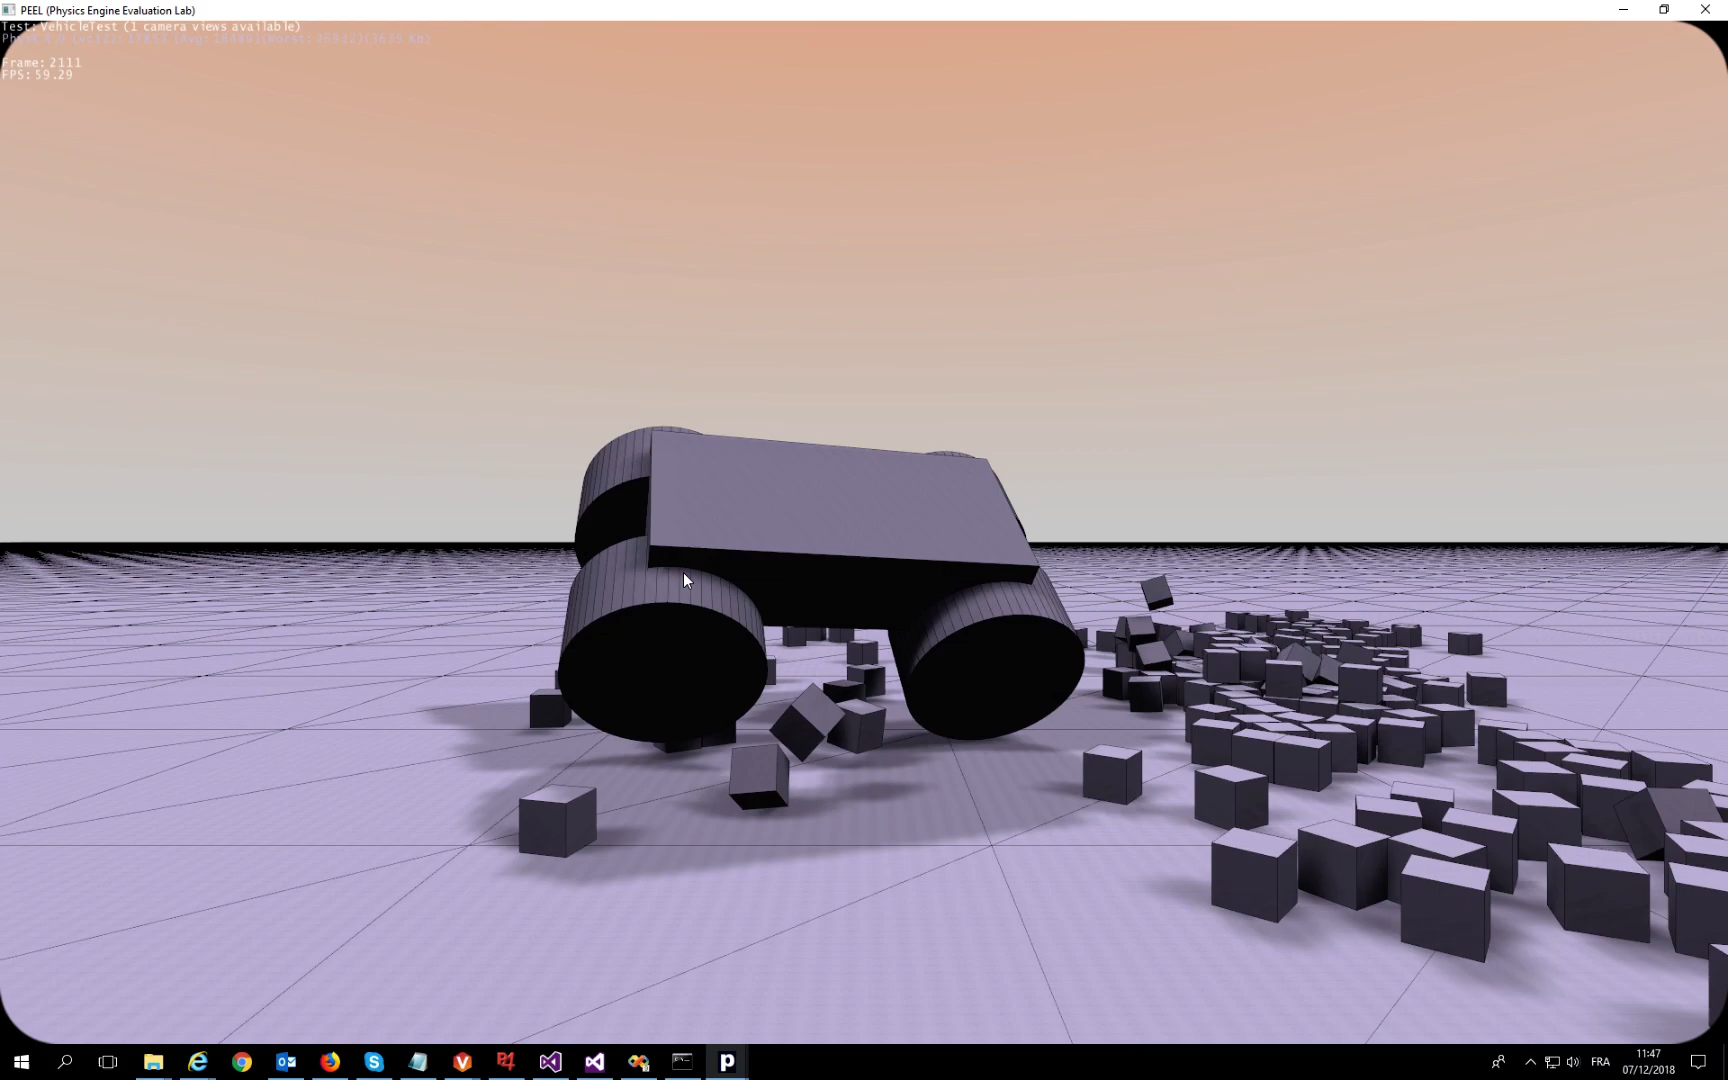 PEEL (Physics Engine Evaluation Lab)
Test: VehicleTest (1 camera views available)
Frame: 2111
FPS: 59.29
FRA
11:47
07/12/2018